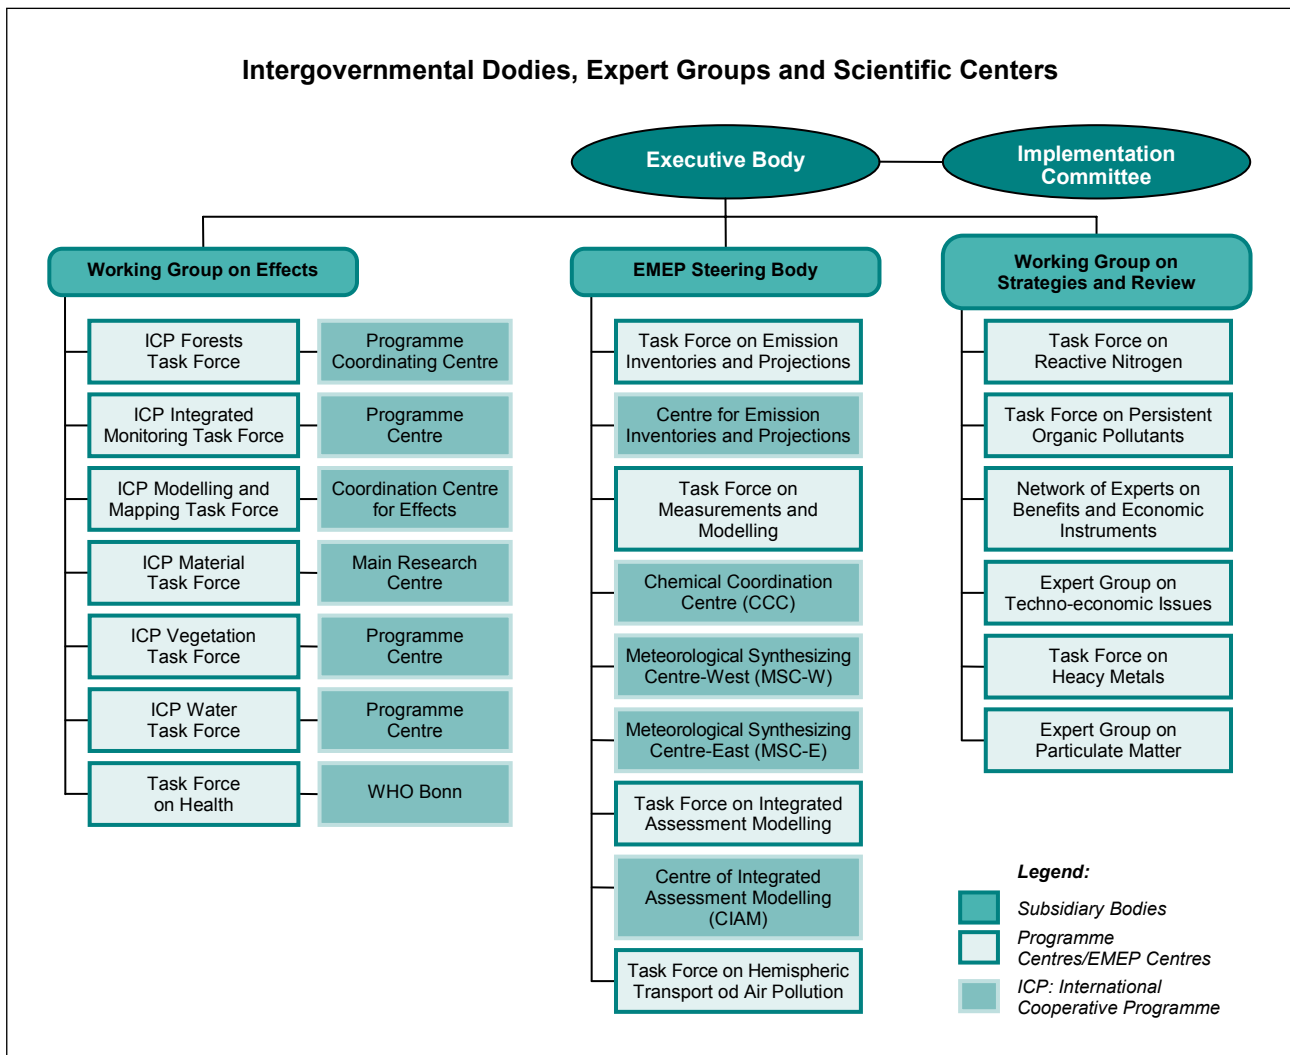 Intergovernmental Dodies, Expert Groups and Scientific Centers
Executive Body
Implementation
Committee
Working Group on Effects
ICP Forests
Task Force
Programme
Coordinating Centre
ICP Integrated
Monitoring Task Force
Programme
Centre
ICP Modelling and
Mapping Task Force
Coordination Centre
for Effects
ICP Material
Task Force
Main Research
Centre
ICP Vegetation
Task Force
Programme
Centre
ICP Water
Task Force
Programme
Centre
Task Force
on Health
WHO Bonn
EMEP Steering Body
Task Force on Emission
Inventories and Projections
Centre for Emission
Inventories and Projections
Task Force on
Measurements and
Modelling
Chemical Coordination
Centre (CCC)
Meteorological Synthesizing
Centre-West (MSC-W)
Meteorological Synthesizing
Centre-East (MSC-E)
Task Force on Integrated
Assessment Modelling
Centre of Integrated
Assessment Modelling
(CIAM)
Task Force on Hemispheric
Transport od Air Pollution
Working Group on
Strategies and Review
Task Force on
Reactive Nitrogen
Task Force on Persistent
Organic Pollutants
Network of Experts on
Benefits and Economic
Instruments
Expert Group on
Techno-economic Issues
Task Force on
Heacy Metals
Expert Group on
Particulate Matter
Legend:
Subsidiary Bodies
Programme
Centres/EMEP Centres
ICP: International
Cooperative Programme